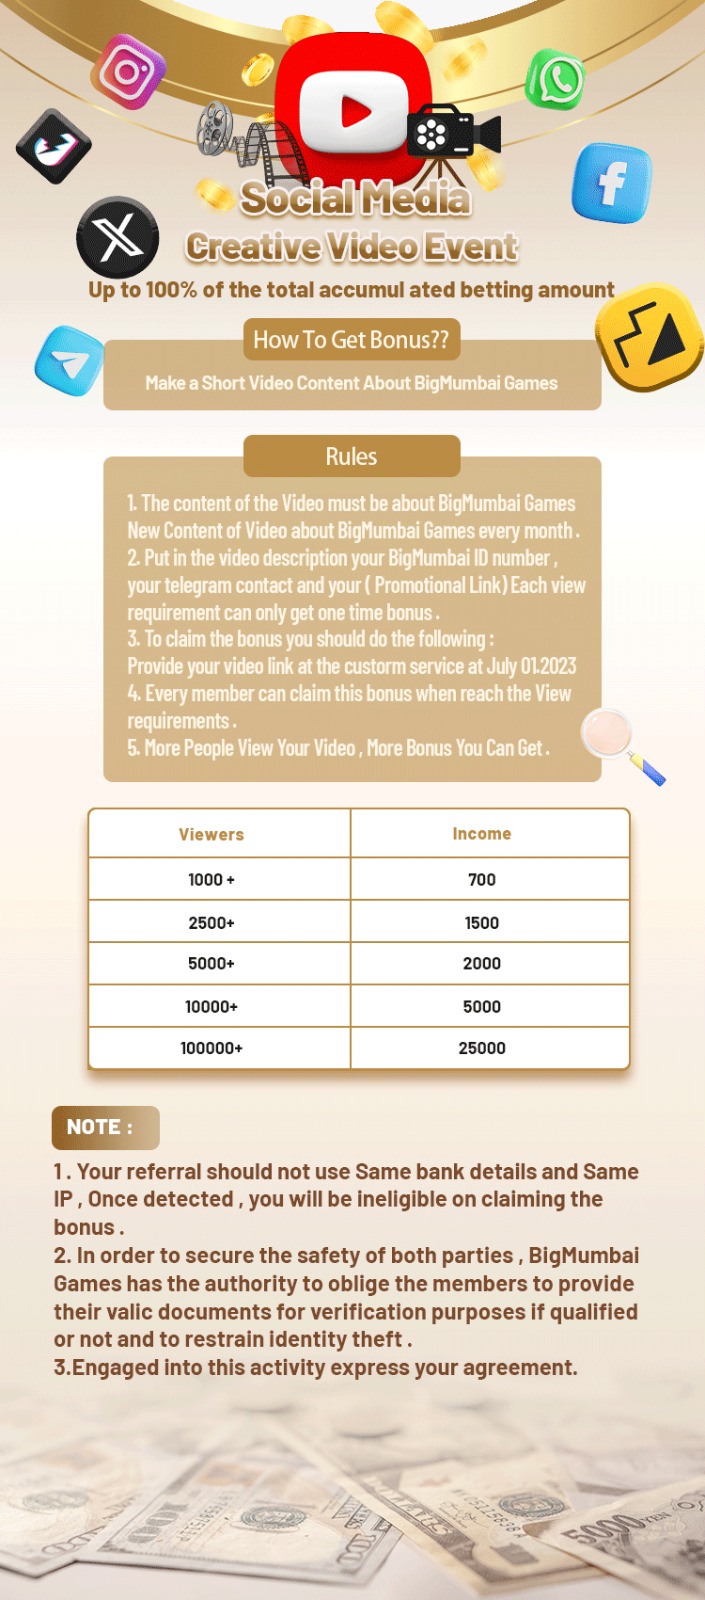 Social Media
Creative Video Event
Up to 100% of the total accumul ated betting amount
How To Get Bonus??
Make a Short Video Content About BigMumbai Games
Rules
1. The content of the Video must be about BigMumbai Games
New Content of Video about BigMumbai Games every month .
2. Put in the video description your BigMumbai ID number ,
your telegram contact and your ( Promotional Link) Each view
requirement can only get one time bonus .
3. To claim the bonus you should do the following :
Provide your video link at the custorm service at July 01.2023
4. Every member can claim this bonus when reach the View
requirements .
5. More People View Your Video , More Bonus You Can Get .
Viewers Income
1000 + 700
2500+ 1500
5000+ 2000
10000+ 5000
100000+ 25000
NOTE :
1 . Your referral should not use Same bank details and Same
IP , Once detected , you will be ineligible on claiming the
bonus .
2. In order to secure the safety of both parties , BigMumbai
Games has the authority to oblige the members to provide
their valic documents for verification purposes if qualified
or not and to restrain identity theft .
3.Engaged into this activity express your agreement.
100
5000 YEN